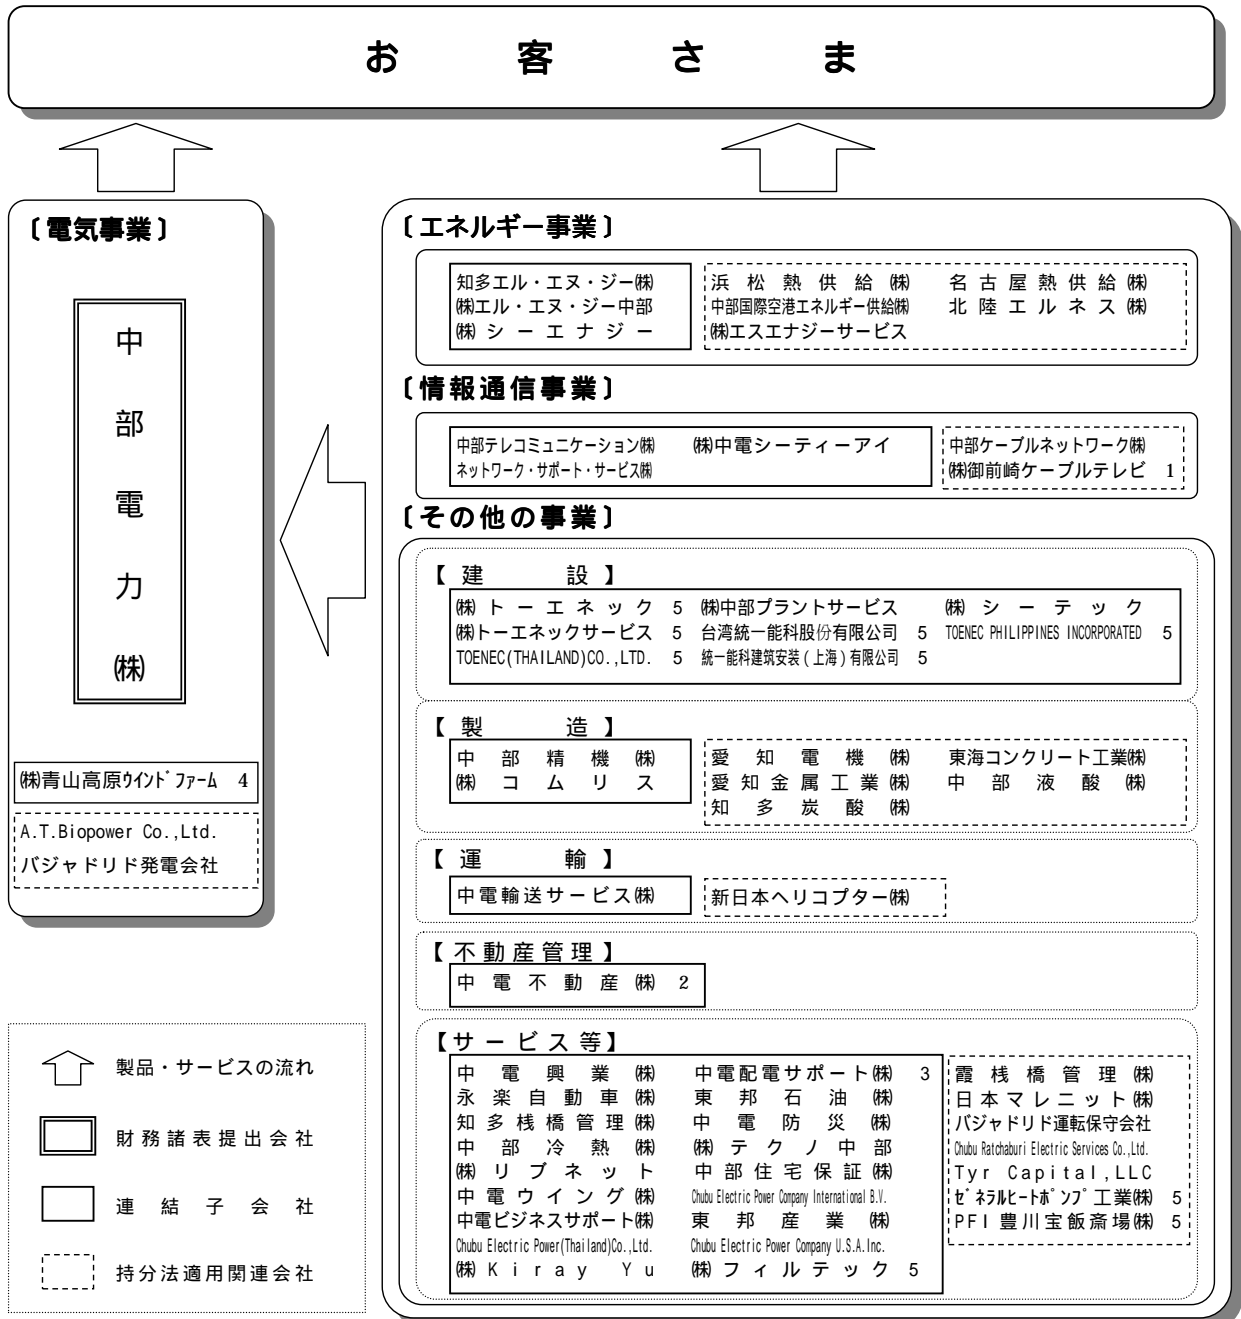 お客さま
〔電気事業〕
中部電力㈱
㈱青山高原ウインドファーム 4
A.T.Biopower Co.,Ltd.
バジャドリド発電会社
製品・サービスの流れ
財務諸表提出会社
連結子会社
持分法適用関連会社
〔エネルギー事業〕
知多エル・エヌ・ジー㈱
㈱エル・エヌ・ジー中部
㈱シーエナジー
浜松熱供給㈱ 名古屋熱供給㈱
中部国際空港エネルギー供給㈱ 北陸エルネス㈱
㈱エスエナジーサービス
〔情報通信事業〕
中部テレコミュニケーション㈱ ㈱中電シーティーアイ
ネットワーク・サポート・サービス㈱
中部ケーブルネットワーク㈱
㈱御前崎ケーブルテレビ 1
〔その他の事業〕
【建設】
㈱トーエネック 5 ㈱中部プラントサービス ㈱シーテック
㈱トーエネックサービス 5 台湾統一能科股份有限公司 5 TOENEC PHILIPPINES INCORPORATED 5
TOENEC(THAILAND)CO.,LTD. 5 統一能科建筑安装(上海)有限公司 5
【製造】
中部精機㈱
㈱コムリス
愛知電機㈱ 東海コンクリート工業㈱
愛知金属工業㈱ 中部液酸㈱
知多炭酸㈱
【運輸】
中電輸送サービス㈱
新日本ヘリコプター㈱
【不動産管理】
中電不動産㈱ 2
【サービス等】
中電興業㈱ 中電配電サポート㈱ 3
永楽自動車㈱ 東邦石油㈱
知多桟橋管理㈱ 中電防災㈱
中部冷熱㈱ ㈱テクノ中部
㈱リブネット 中部住宅保証㈱
中電ウイング㈱ Chubu Electric Power Company International B.V.
中電ビジネスサポート㈱ 東邦産業㈱
Chubu Electric Power(Thailand)Co.,Ltd. Chubu Electric Power Company U.S.A.Inc.
㈱Kiray Yu ㈱フィルテック 5
霞桟橋管理㈱
日本マレニット㈱
バジャドリド運転保守会社
Chubu Ratchaburi Electric Services Co.,Ltd.
Tyr Capital,LLC
ゼネラルヒートポンプ工業㈱ 5
PFI豊川宝飯斎場㈱ 5